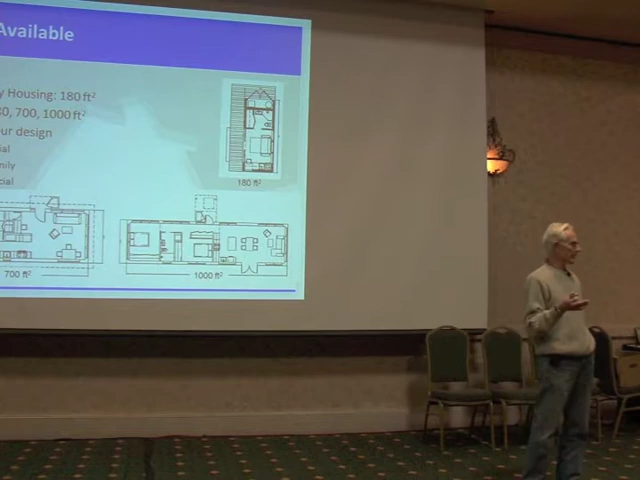 Available
y Housing: 180 ft²
80, 700, 1000 ft²
ur design
ial
mily
cial
180 ft²
700 ft²
1000 ft²